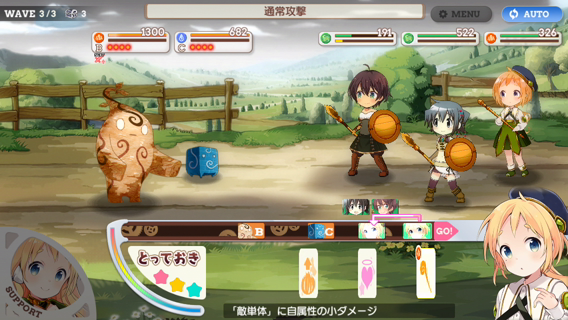 WAVE 3/3 3
通常攻撃
MENU
AUTO
1300
B
682
C
191
522
326
B
C
GO!
とっておき
SUPPORT
「敵単体」に自属性の小ダメージ